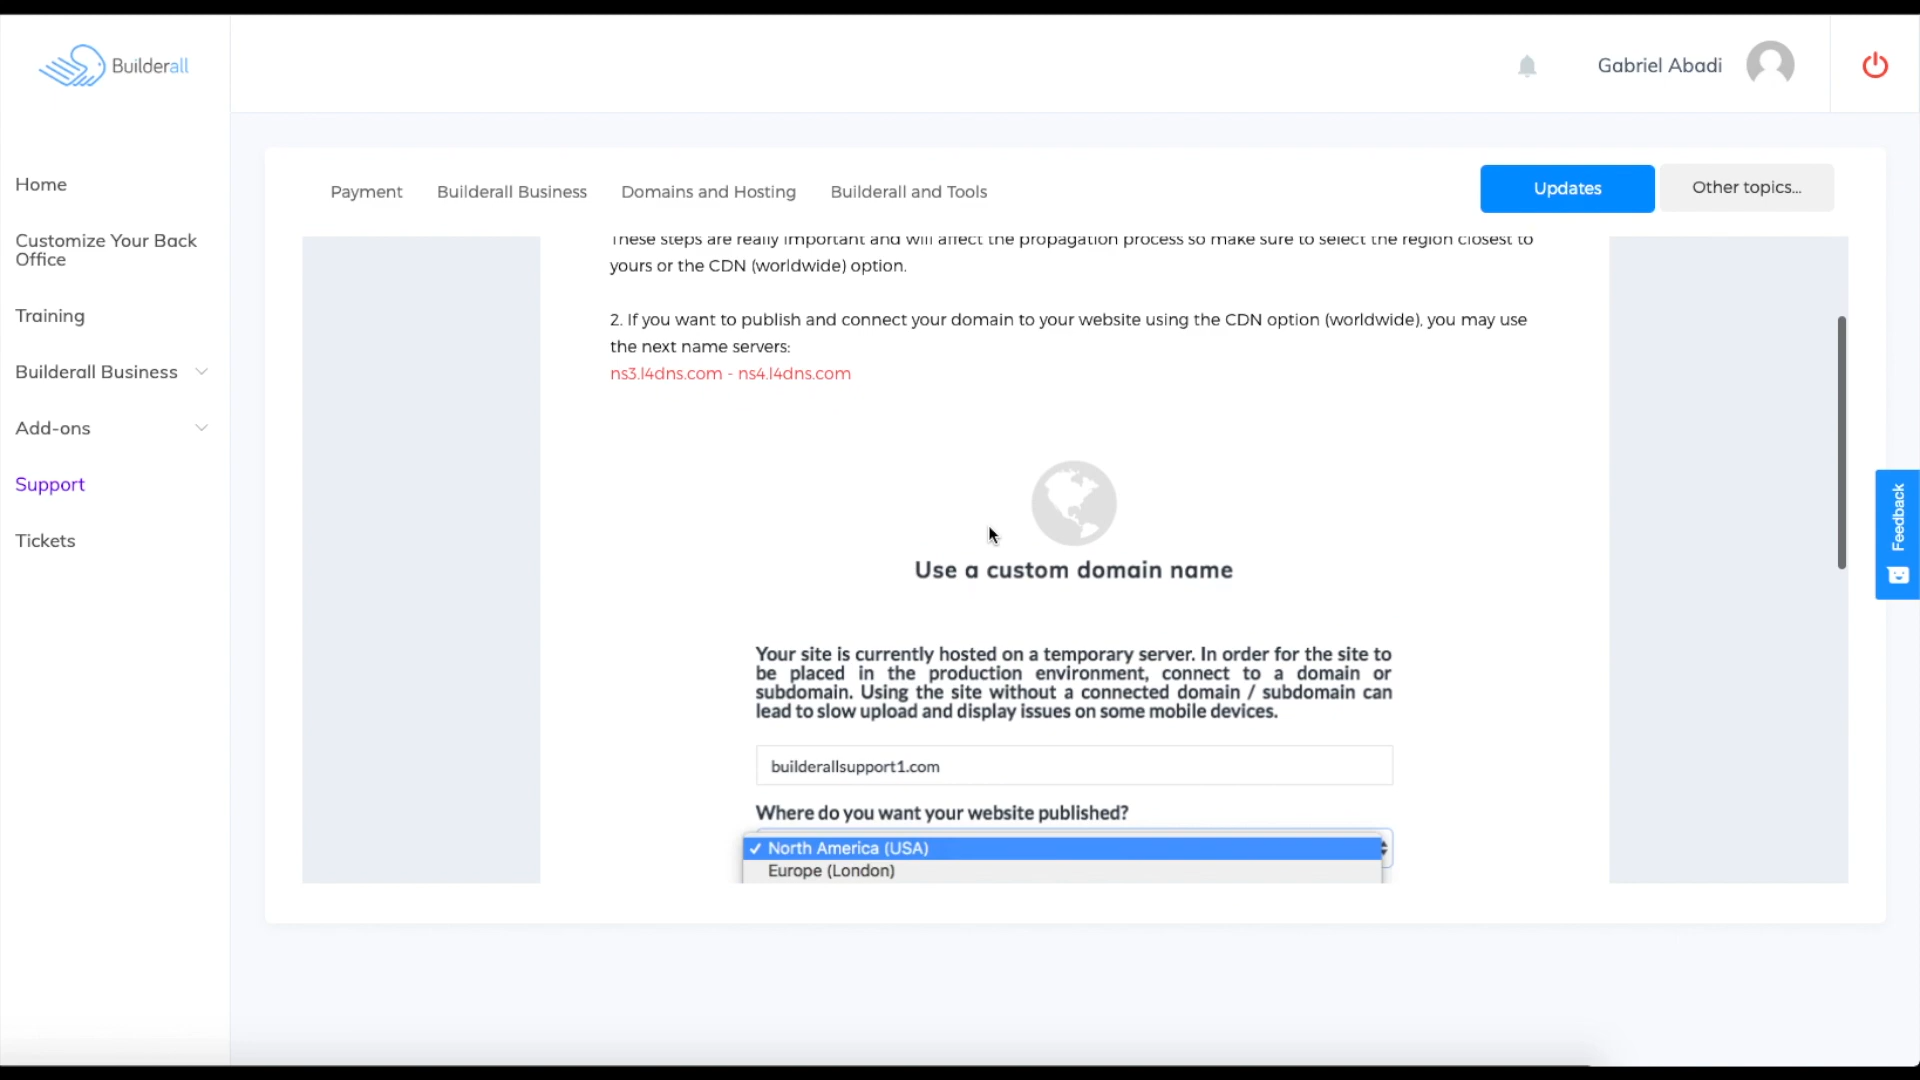 Builderall
Gabriel Abadi
Home
Customize Your Back
Office
Training
Builderall Business
Add-ons
Support
Tickets
Payment
Builderall Business
Domains and Hosting
Builderall and Tools
Updates
Other topics...
These steps are really important and will affect the propagation process so make sure to select the region closest to
yours or the CDN (worldwide) option.
2. If you want to publish and connect your domain to your website using the CDN option (worldwide), you may use
the next name servers:
ns3.l4dns.com - ns4.l4dns.com
Use a custom domain name
Your site is currently hosted on a temporary server. In order for the site to
be placed in the production environment, connect to a domain or
subdomain. Using the site without a connected domain / subdomain can
lead to slow upload and display issues on some mobile devices.
builderallsupport1.com
Where do you want your website published?
✓ North America (USA)
Europe (London)
Feedback